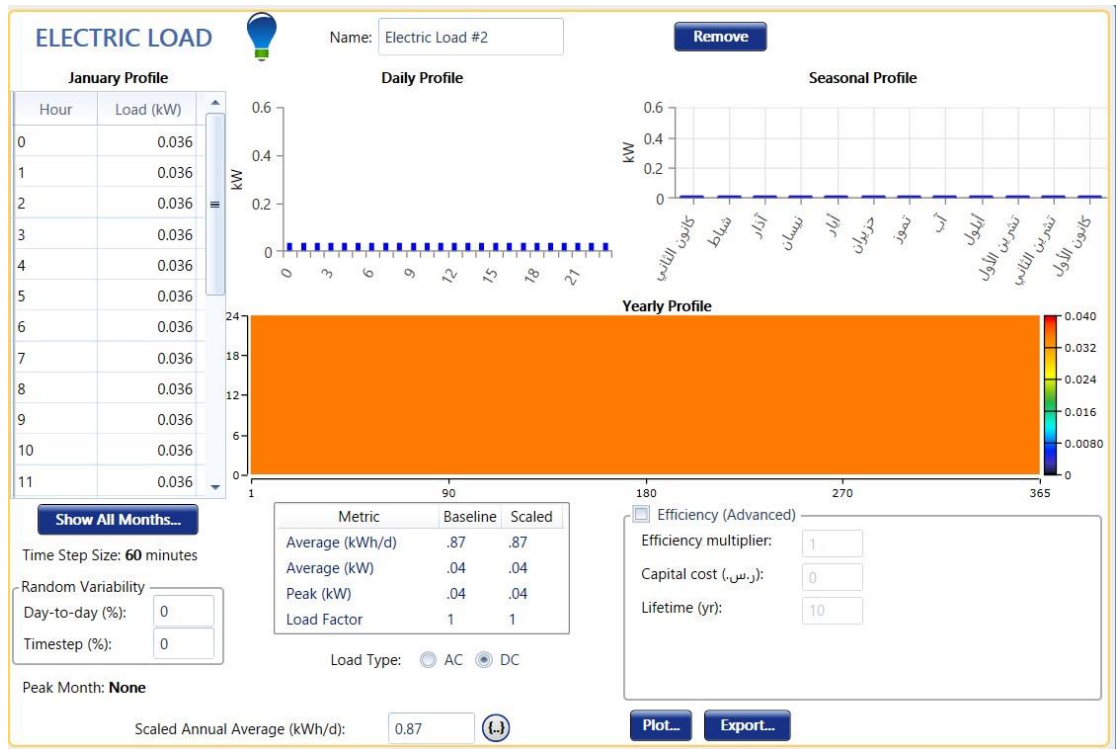 ELECTRIC LOAD
Name: Electric Load #2
Remove
January Profile
Hour Load (kW)
0 0.036
1 0.036
2 0.036
3 0.036
4 0.036
5 0.036
6 0.036
7 0.036
8 0.036
9 0.036
10 0.036
11 0.036
Daily Profile
kW
0.6
0.4
0.2
0
0 3 6 9 12 15 18 21
Seasonal Profile
kW
0.6
0.4
0.2
0
كانون الثاني شباط آذار نيسان أيار حزيران تموز آب أيلول تشرين الأول تشرين الثاني كانون الأول
Yearly Profile
24
18
12
6
0
1 90 180 270 365
0.040
0.032
0.024
0.016
0.0080
0
Show All Months...
Time Step Size: 60 minutes
Random Variability
Day-to-day (%): 0
Timestep (%): 0
Peak Month: None
Metric Baseline Scaled
Average (kWh/d) .87 .87
Average (kW) .04 .04
Peak (kW) .04 .04
Load Factor 1 1
Load Type: AC DC
Scaled Annual Average (kWh/d): 0.87 {..}
Efficiency (Advanced)
Efficiency multiplier: 1
Capital cost (ر.س.): 0
Lifetime (yr): 10
Plot... Export...